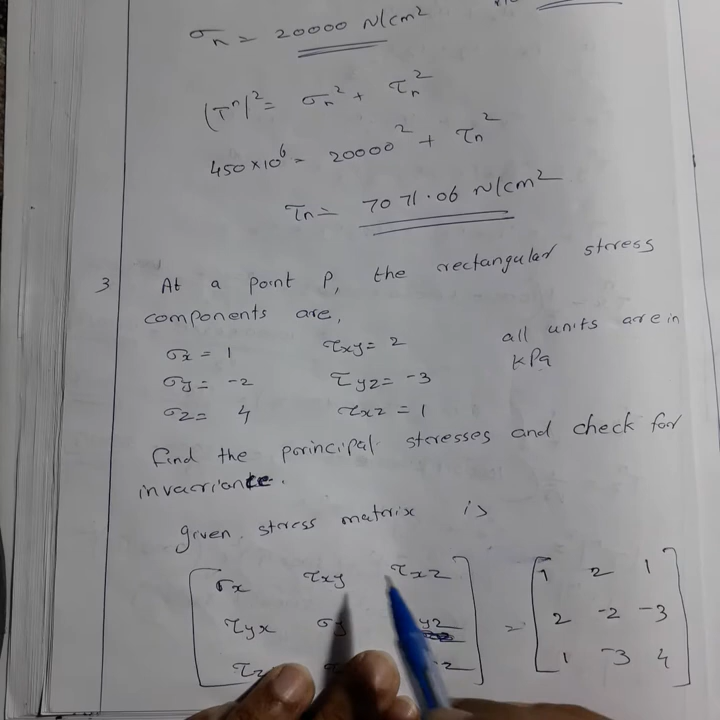 σn = 20000 N/cm²
(Tⁿ)² = σn² + τn²
450×10⁶ = 20000² + τn²
τn = 7071.06 N/cm²
3 At a point P, the rectangular stress
components are,
σx = 1 τxy = 2 all units are in
σy = -2 τyz = -3 kPa
σz = 4 τxz = 1
Find the principal stresses and check for
invariance.
given stress matrix is
[σx τxy τxz] = [1 2 1]
[τyx yz] [2 -2 -3]
[1 -3 4]